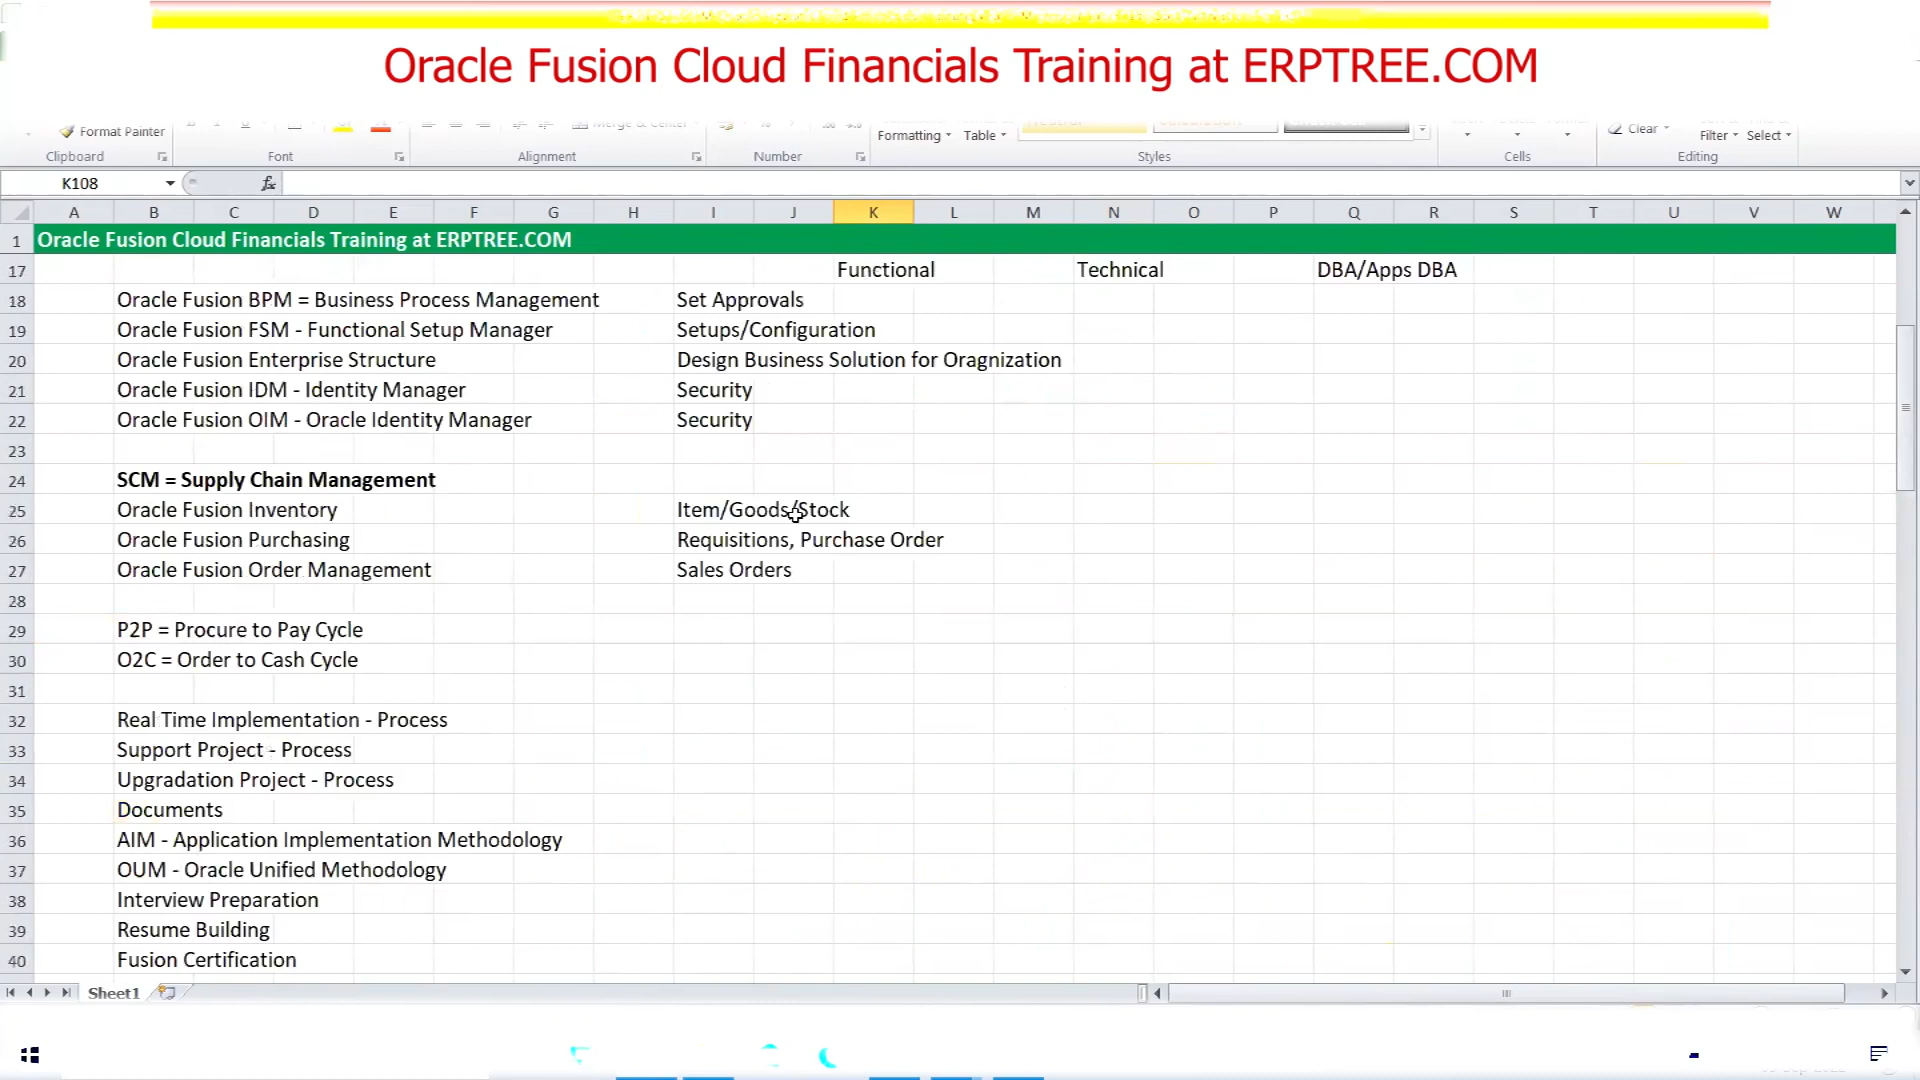 Oracle Fusion Cloud Financials Training at ERPTREE.COM
Format Painter
Formatting Table Clear Filter Select
Clipboard Font Alignment Number Styles Cells Editing
K108 fx
A B C D E F G H I J K L M N O P Q R S T U V W
1 Oracle Fusion Cloud Financials Training at ERPTREE.COM
17 Functional Technical DBA/Apps DBA
18 Oracle Fusion BPM = Business Process Management Set Approvals
19 Oracle Fusion FSM - Functional Setup Manager Setups/Configuration
20 Oracle Fusion Enterprise Structure Design Business Solution for Oragnization
21 Oracle Fusion IDM - Identity Manager Security
22 Oracle Fusion OIM - Oracle Identity Manager Security
23
24 SCM = Supply Chain Management
25 Oracle Fusion Inventory Item/Goods/Stock
26 Oracle Fusion Purchasing Requisitions, Purchase Order
27 Oracle Fusion Order Management Sales Orders
28
29 P2P = Procure to Pay Cycle
30 O2C = Order to Cash Cycle
31
32 Real Time Implementation - Process
33 Support Project - Process
34 Upgradation Project - Process
35 Documents
36 AIM - Application Implementation Methodology
37 OUM - Oracle Unified Methodology
38 Interview Preparation
39 Resume Building
40 Fusion Certification
Sheet1